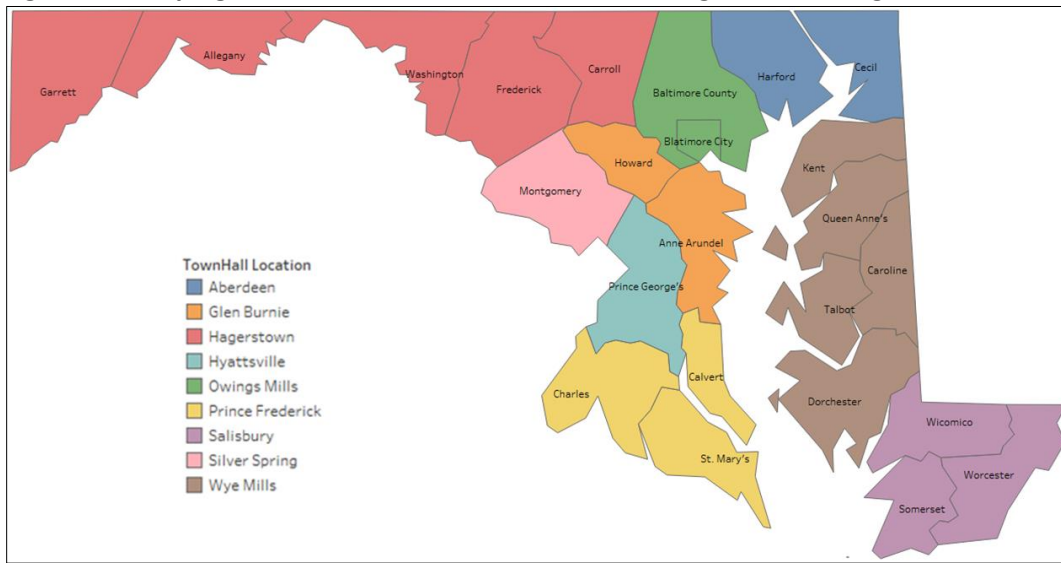 Garrett
Allegany
Washington
Frederick
Carroll
Baltimore County
Harford
Cecil
Blatimore City
Howard
Kent
Montgomery
Queen Anne's
Anne Arundel
Caroline
Prince George's
Talbot
Charles
Calvert
Dorchester
St. Mary's
Wicomico
Worcester
Somerset
TownHall Location
Aberdeen
Glen Burnie
Hagerstown
Hyattsville
Owings Mills
Prince Frederick
Salisbury
Silver Spring
Wye Mills